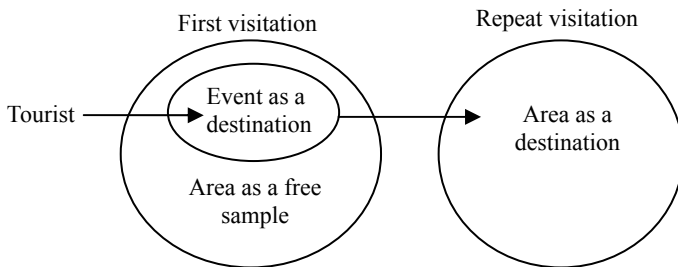 First visitation
Repeat visitation
Tourist
Event as a
destination
Area as a free
sample
Area as a
destination